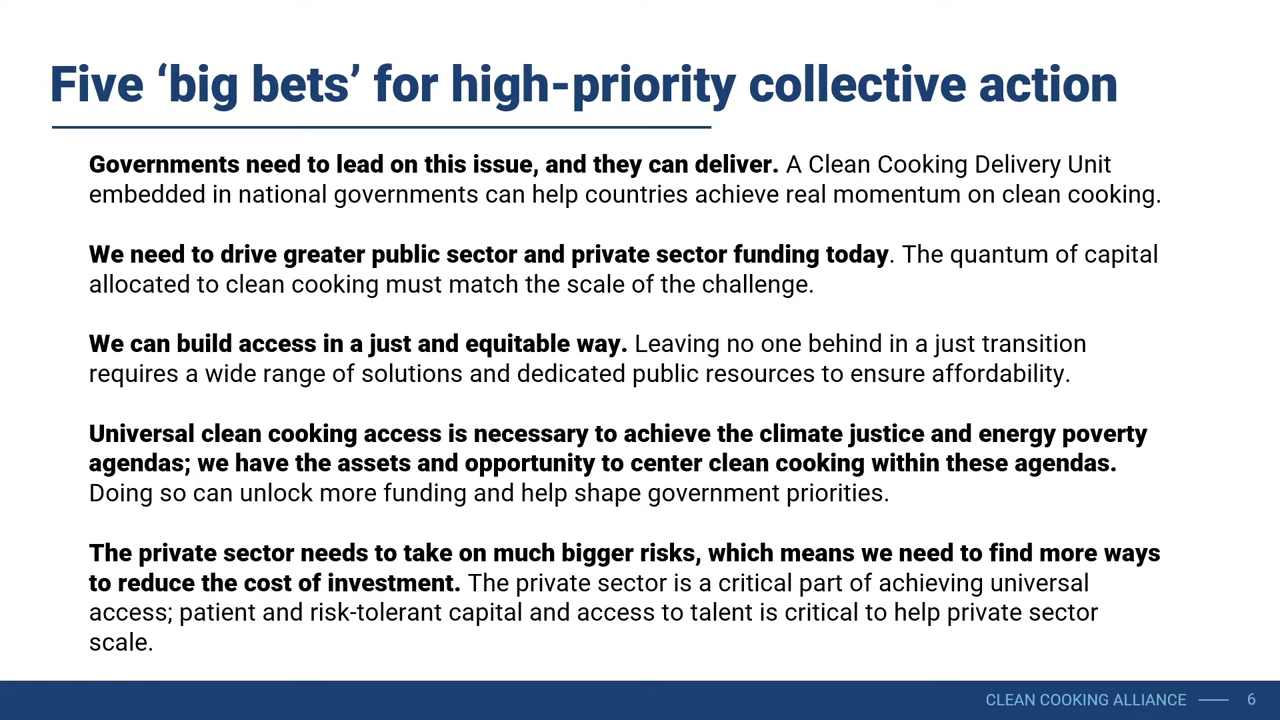 Five ‘big bets’ for high-priority collective action
Governments need to lead on this issue, and they can deliver. A Clean Cooking Delivery Unit
embedded in national governments can help countries achieve real momentum on clean cooking.
We need to drive greater public sector and private sector funding today. The quantum of capital
allocated to clean cooking must match the scale of the challenge.
We can build access in a just and equitable way. Leaving no one behind in a just transition
requires a wide range of solutions and dedicated public resources to ensure affordability.
Universal clean cooking access is necessary to achieve the climate justice and energy poverty
agendas; we have the assets and opportunity to center clean cooking within these agendas.
Doing so can unlock more funding and help shape government priorities.
The private sector needs to take on much bigger risks, which means we need to find more ways
to reduce the cost of investment. The private sector is a critical part of achieving universal
access; patient and risk-tolerant capital and access to talent is critical to help private sector
scale.
CLEAN COOKING ALLIANCE 6